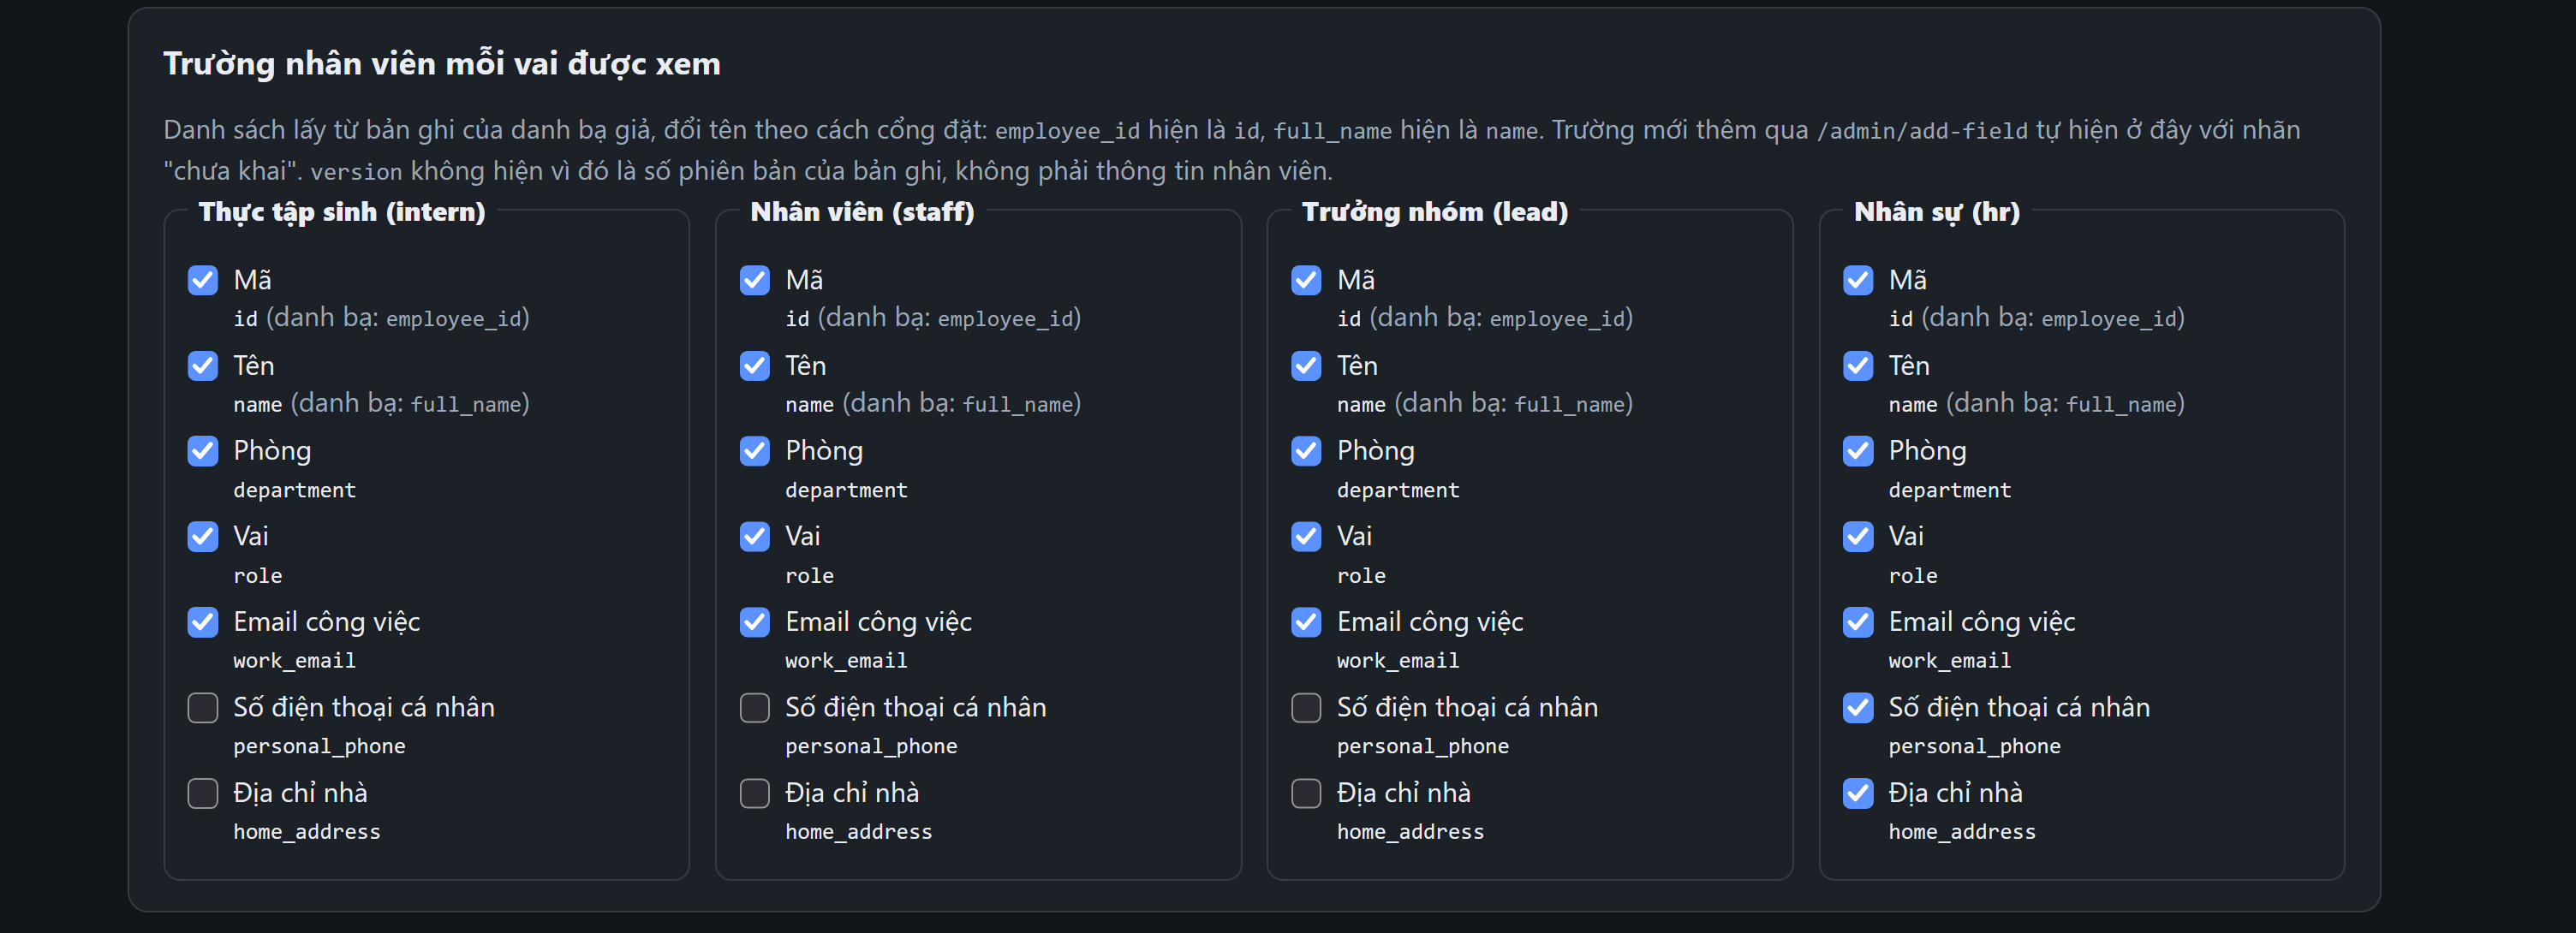 Trường nhân viên mỗi vai được xem
Danh sách lấy từ bản ghi của danh bạ giả, đổi tên theo cách cổng đặt: employee_id hiện là id, full_name hiện là name. Trường mới thêm qua /admin/add-field tự hiện ở đây với nhãn
"chưa khai". version không hiện vì đó là số phiên bản của bản ghi, không phải thông tin nhân viên.
Thực tập sinh (intern)
Mã
id (danh bạ: employee_id)
Tên
name (danh bạ: full_name)
Phòng
department
Vai
role
Email công việc
work_email
Số điện thoại cá nhân
personal_phone
Địa chỉ nhà
home_address
Nhân viên (staff)
Mã
id (danh bạ: employee_id)
Tên
name (danh bạ: full_name)
Phòng
department
Vai
role
Email công việc
work_email
Số điện thoại cá nhân
personal_phone
Địa chỉ nhà
home_address
Trưởng nhóm (lead)
Mã
id (danh bạ: employee_id)
Tên
name (danh bạ: full_name)
Phòng
department
Vai
role
Email công việc
work_email
Số điện thoại cá nhân
personal_phone
Địa chỉ nhà
home_address
Nhân sự (hr)
Mã
id (danh bạ: employee_id)
Tên
name (danh bạ: full_name)
Phòng
department
Vai
role
Email công việc
work_email
Số điện thoại cá nhân
personal_phone
Địa chỉ nhà
home_address